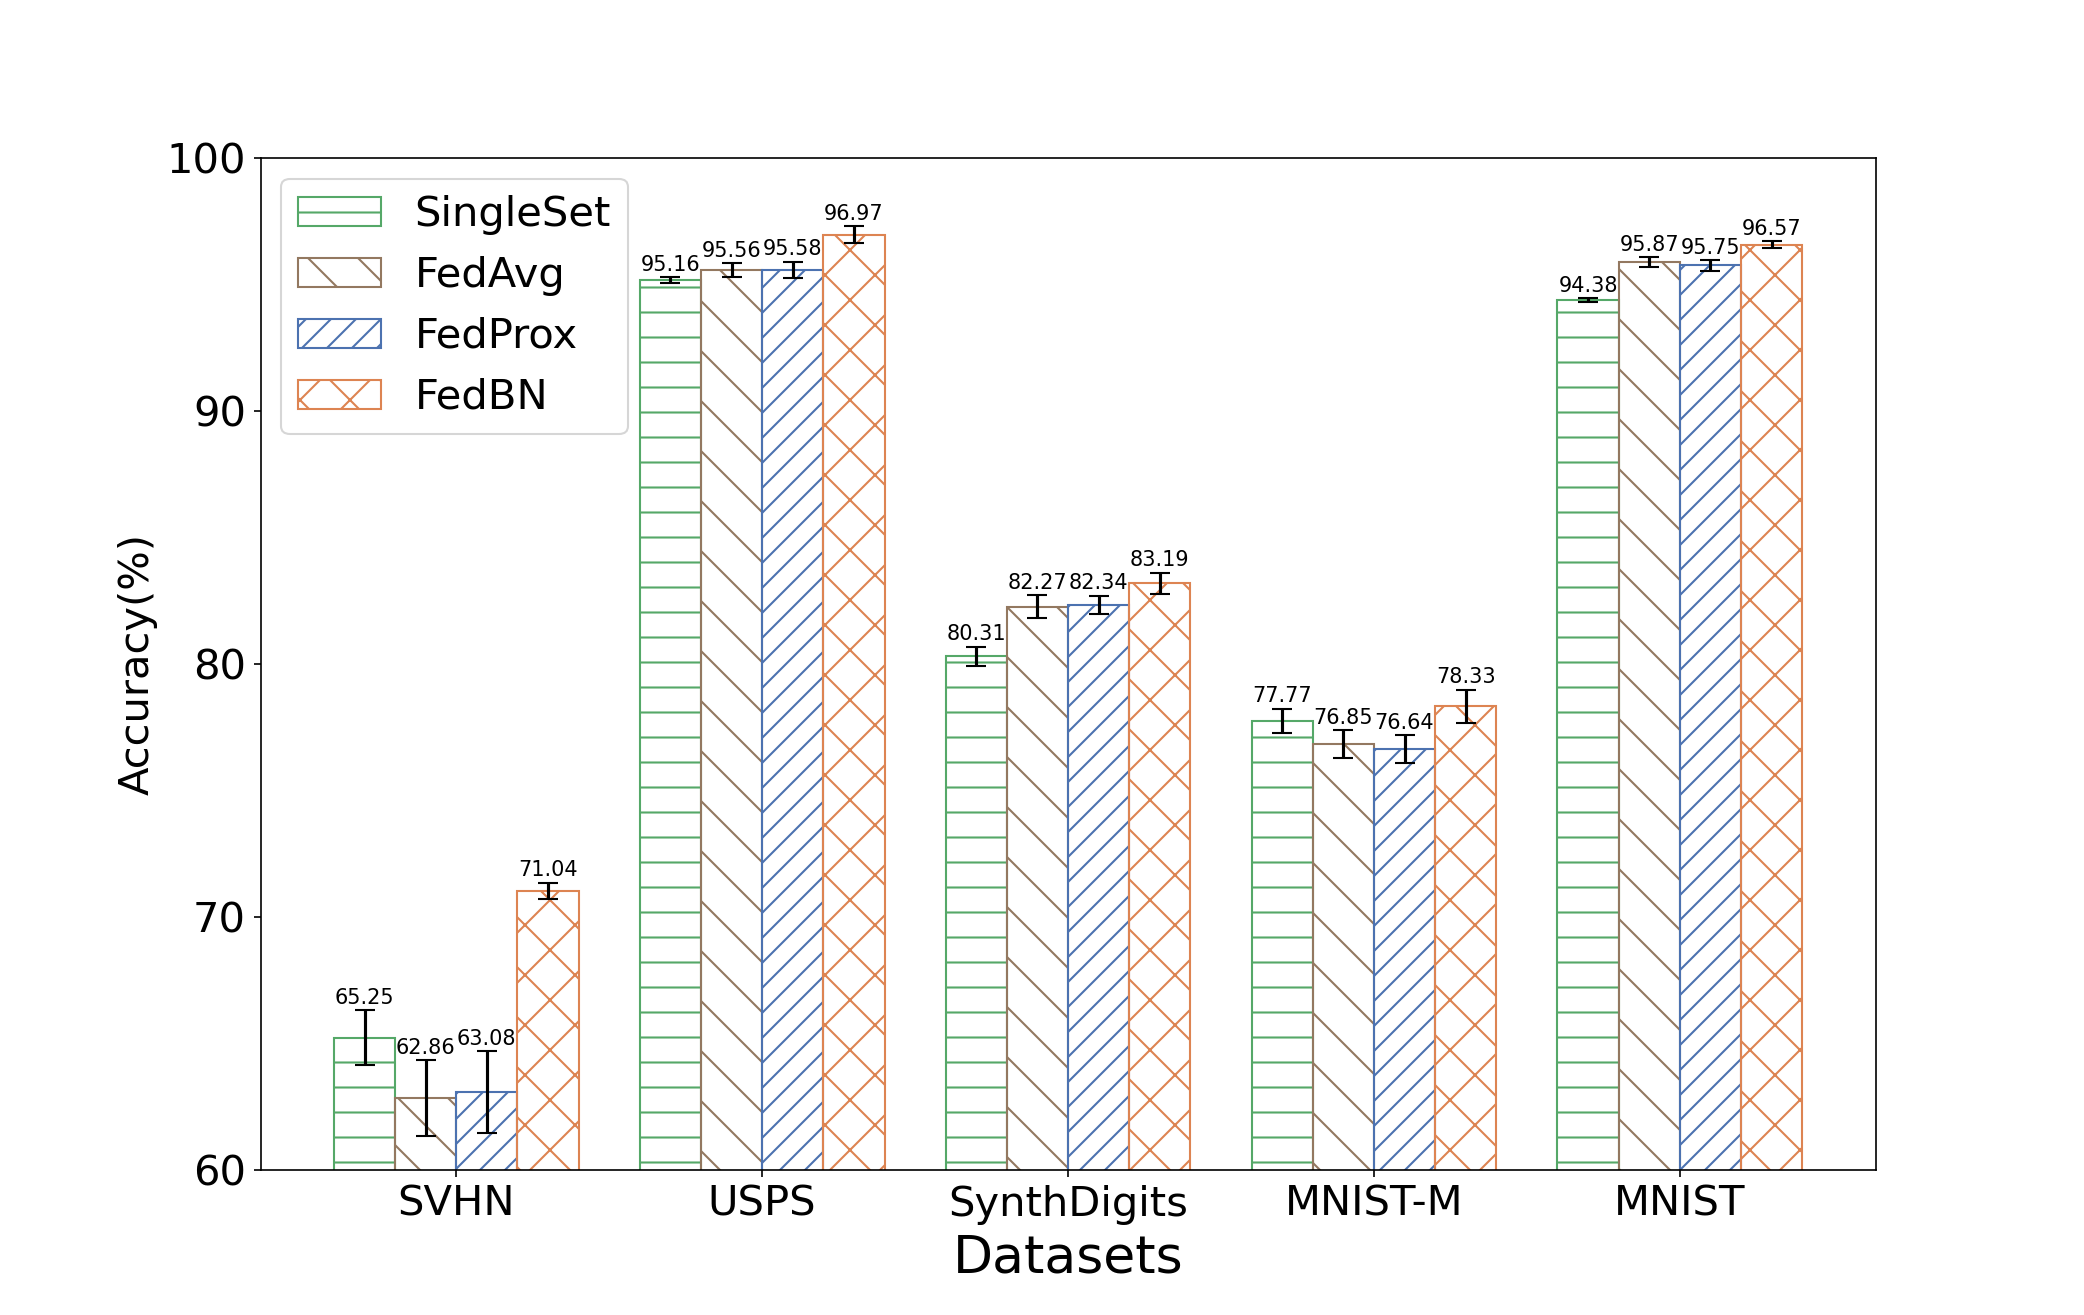 100
90
80
70
60
Accuracy(%)
SingleSet
FedAvg
FedProx
FedBN
65.25
62.86
63.08
71.04
95.16
95.56
95.58
96.97
80.31
82.27
82.34
83.19
77.77
76.85
76.64
78.33
94.38
95.87
95.75
96.57
SVHN
USPS
SynthDigits
MNIST-M
MNIST
Datasets